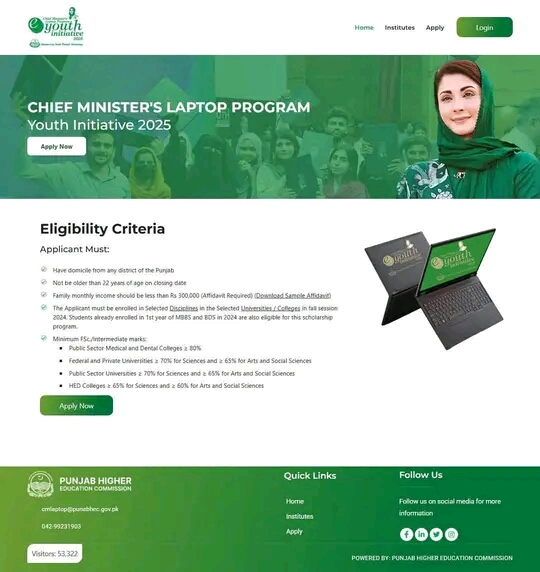 Chief Minister's
youth
initiative
2025
Home
Institutes
Apply
Login
CHIEF MINISTER'S LAPTOP PROGRAM
Youth Initiative 2025
Apply Now
Eligibility Criteria
Applicant Must:
Have domicile from any district of the Punjab
Not be older than 22 years of age on closing date
Family monthly income should be less than Rs 300,000 (Affidavit Required) (Download Sample Affidavit)
The Applicant must be enrolled in Selected Disciplines in the Selected Universities / Colleges in fall session
2024. Students already enrolled in 1st year of MBBS and BDS in 2024 are also eligible for this scholarship
program.
Minimum FSc./Intermediate marks:
Public Sector Medical and Dental Colleges ≥ 80%
Federal and Private Universities ≥ 70% for Sciences and ≥ 65% for Arts and Social Sciences
Public Sector Universities ≥ 70% for Sciences and ≥ 65% for Arts and Social Sciences
HED Colleges ≥ 65% for Sciences and ≥ 60% for Arts and Social Sciences
Apply Now
youth
youth
PUNJAB HIGHER
EDUCATION COMMISSION
cmlaptop@punjabhec.gov.pk
042-99231903
Visitors: 53,322
Quick Links
Home
Institutes
Apply
Follow Us
Follow us on social media for more
information
POWERED BY: PUNJAB HIGHER EDUCATION COMMISSION